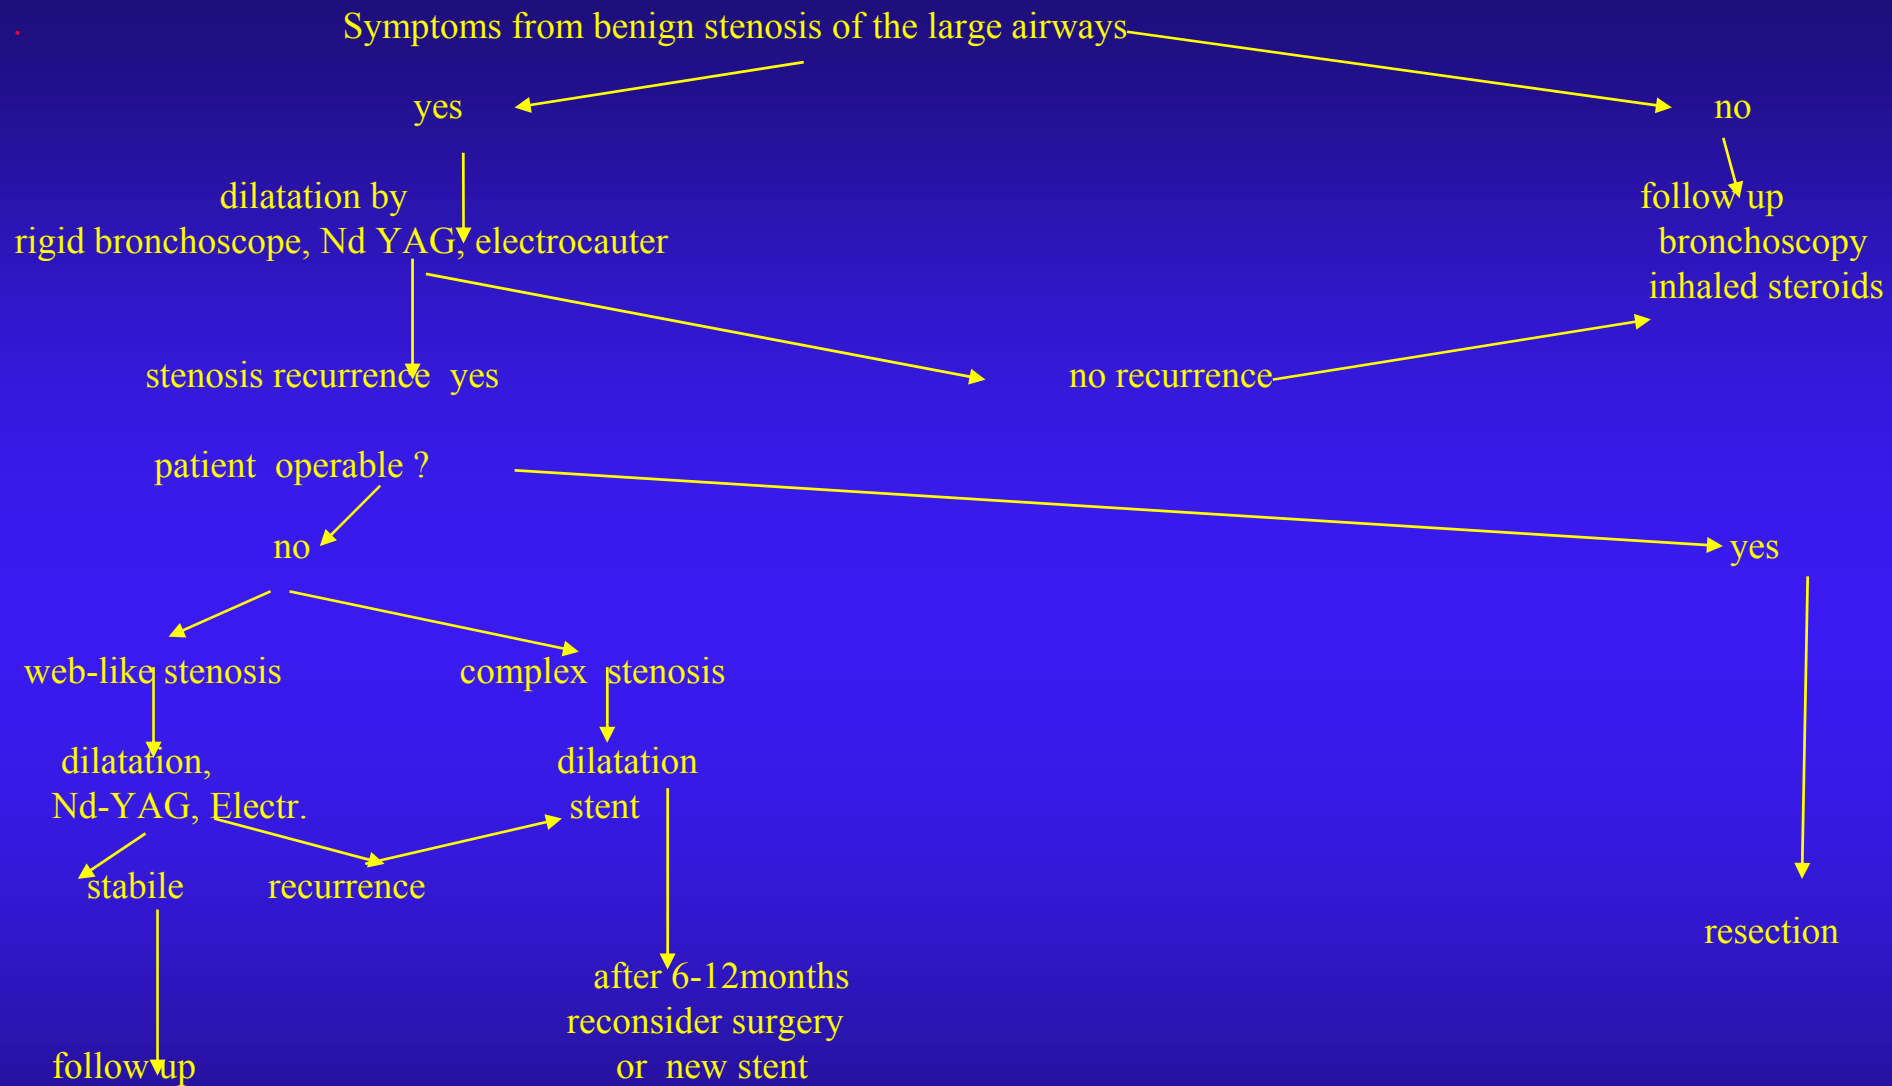 Symptoms from benign stenosis of the large airways
yes
no
dilatation by
rigid bronchoscope, Nd YAG, electrocauter
follow up
bronchoscopy
inhaled steroids
stenosis recurrence yes
no recurrence
patient operable ?
no
yes
web-like stenosis
complex stenosis
dilatation,
Nd-YAG, Electr.
dilatation
stent
stabile
recurrence
resection
after 6-12months
reconsider surgery
or new stent
follow up